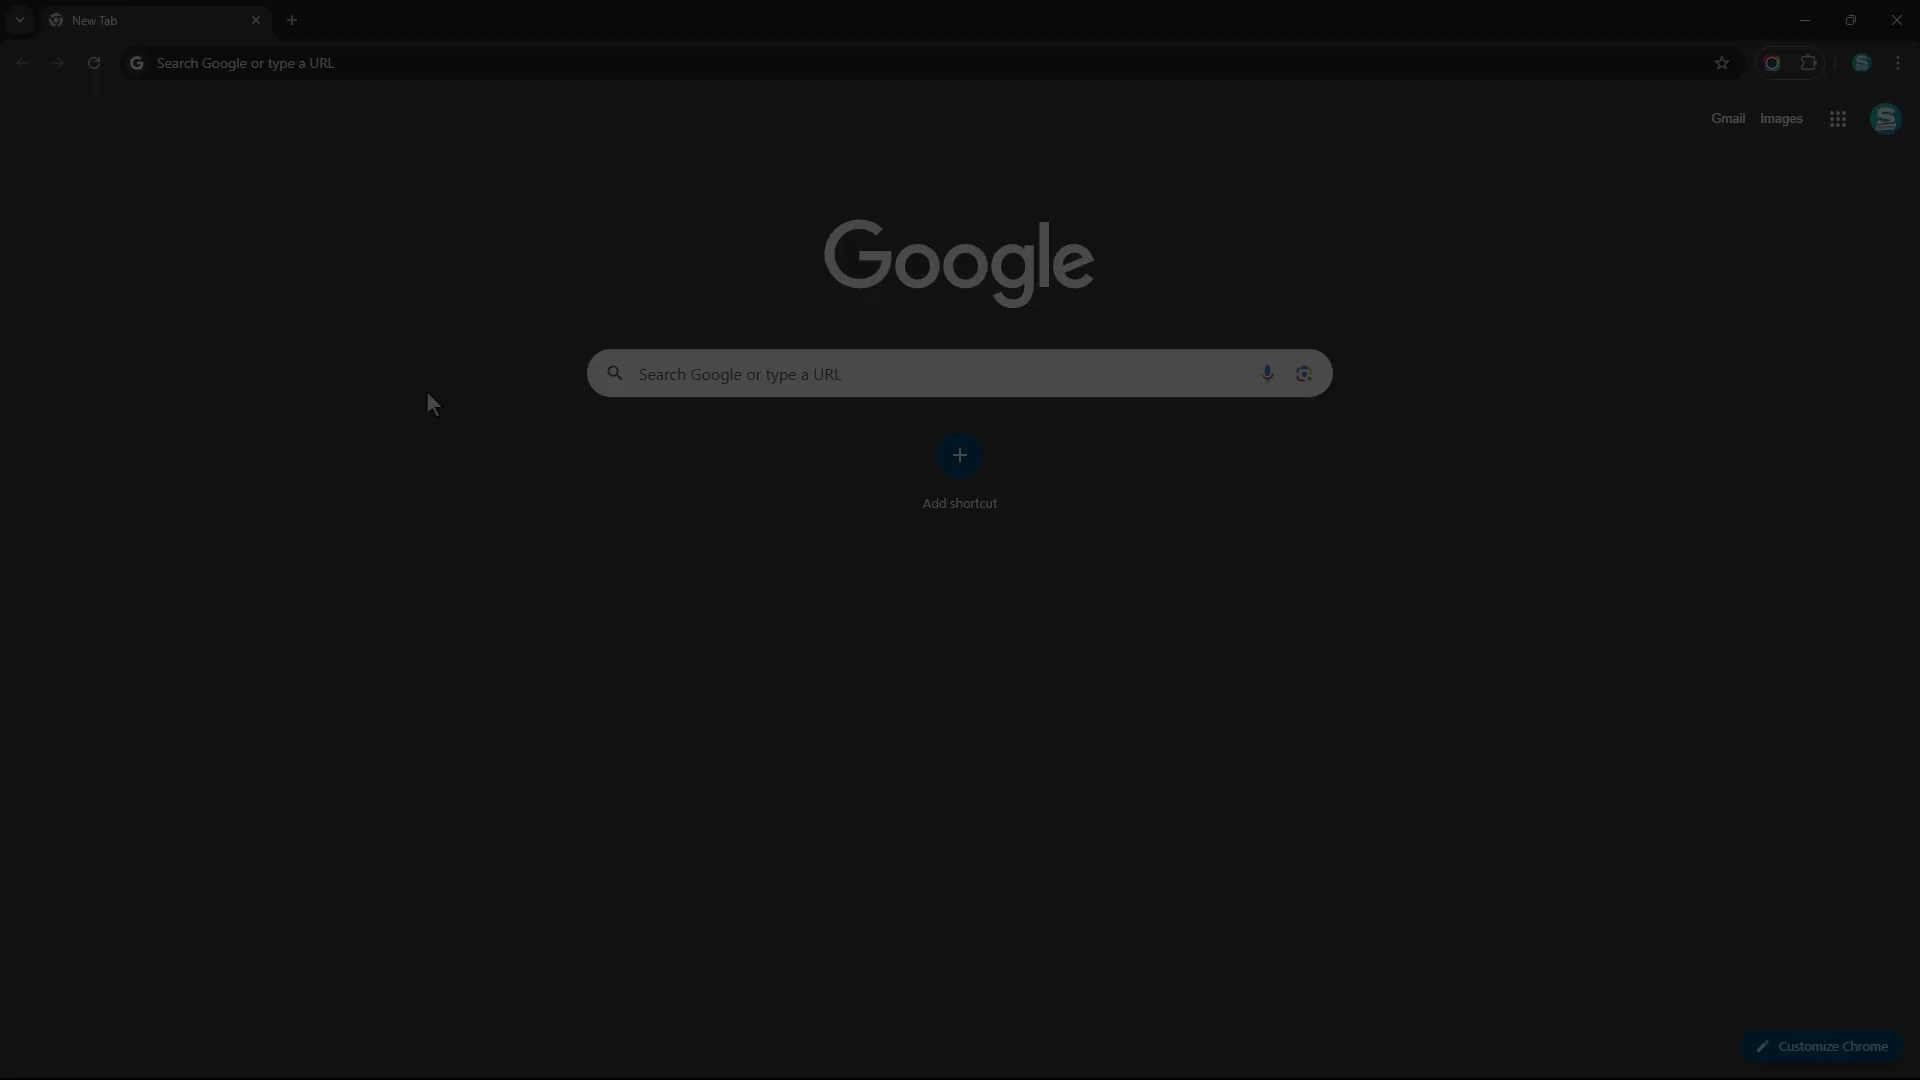 New Tab
Search Google or type a URL
Gmail Images
Google
Search Google or type a URL
Add shortcut
Customize Chrome